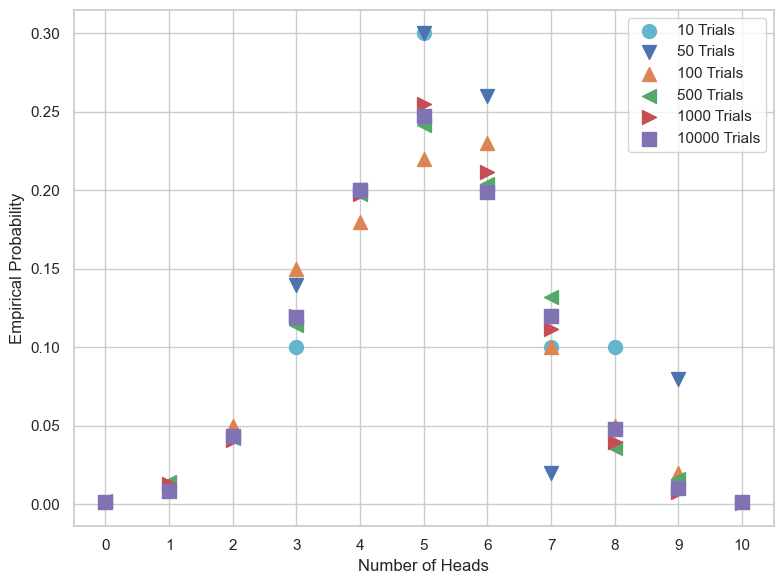 10 Trials
50 Trials
100 Trials
500 Trials
1000 Trials
10000 Trials
0.30
0.25
0.20
0.15
0.10
0.05
0.00
Empirical Probability
0 1 2 3 4 5 6 7 8 9 10
Number of Heads